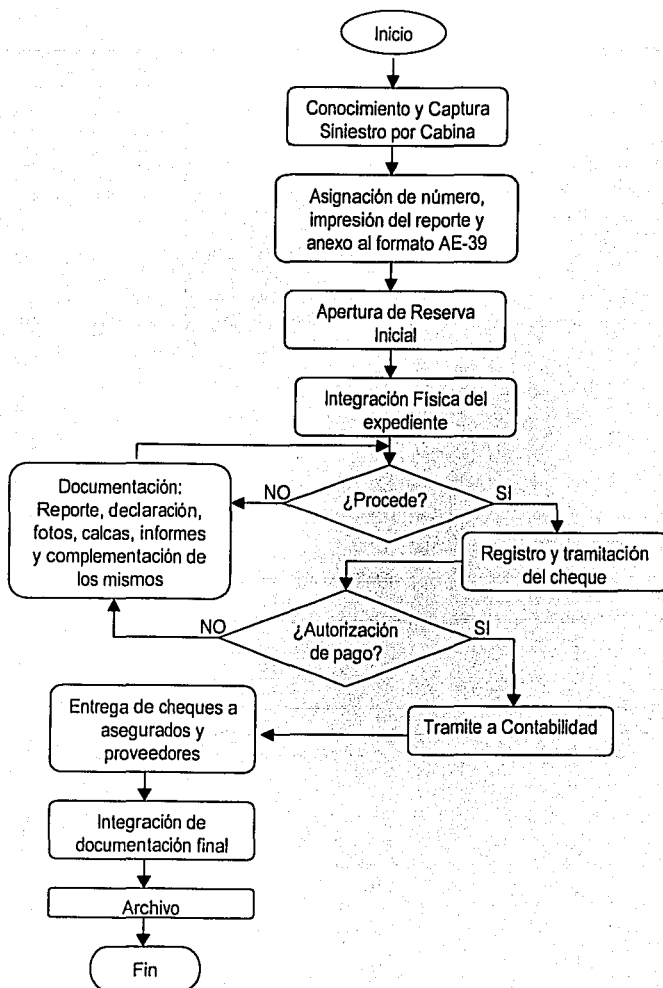 Inicio
Conocimiento y Captura
Siniestro por Cabina
Asignación de número,
impresión del reporte y
anexo al formato AE-39
Apertura de Reserva
Inicial
Integración Física del
expediente
Documentación:
Reporte, declaración,
fotos, calcas, informes
y complementación de
los mismos
NO
¿Procede?
SI
Registro y tramitación
del cheque
NO
¿Autorización
de pago?
SI
Entrega de cheques a
asegurados y
proveedores
Tramite a Contabilidad
Integración de
documentación final
Archivo
Fin